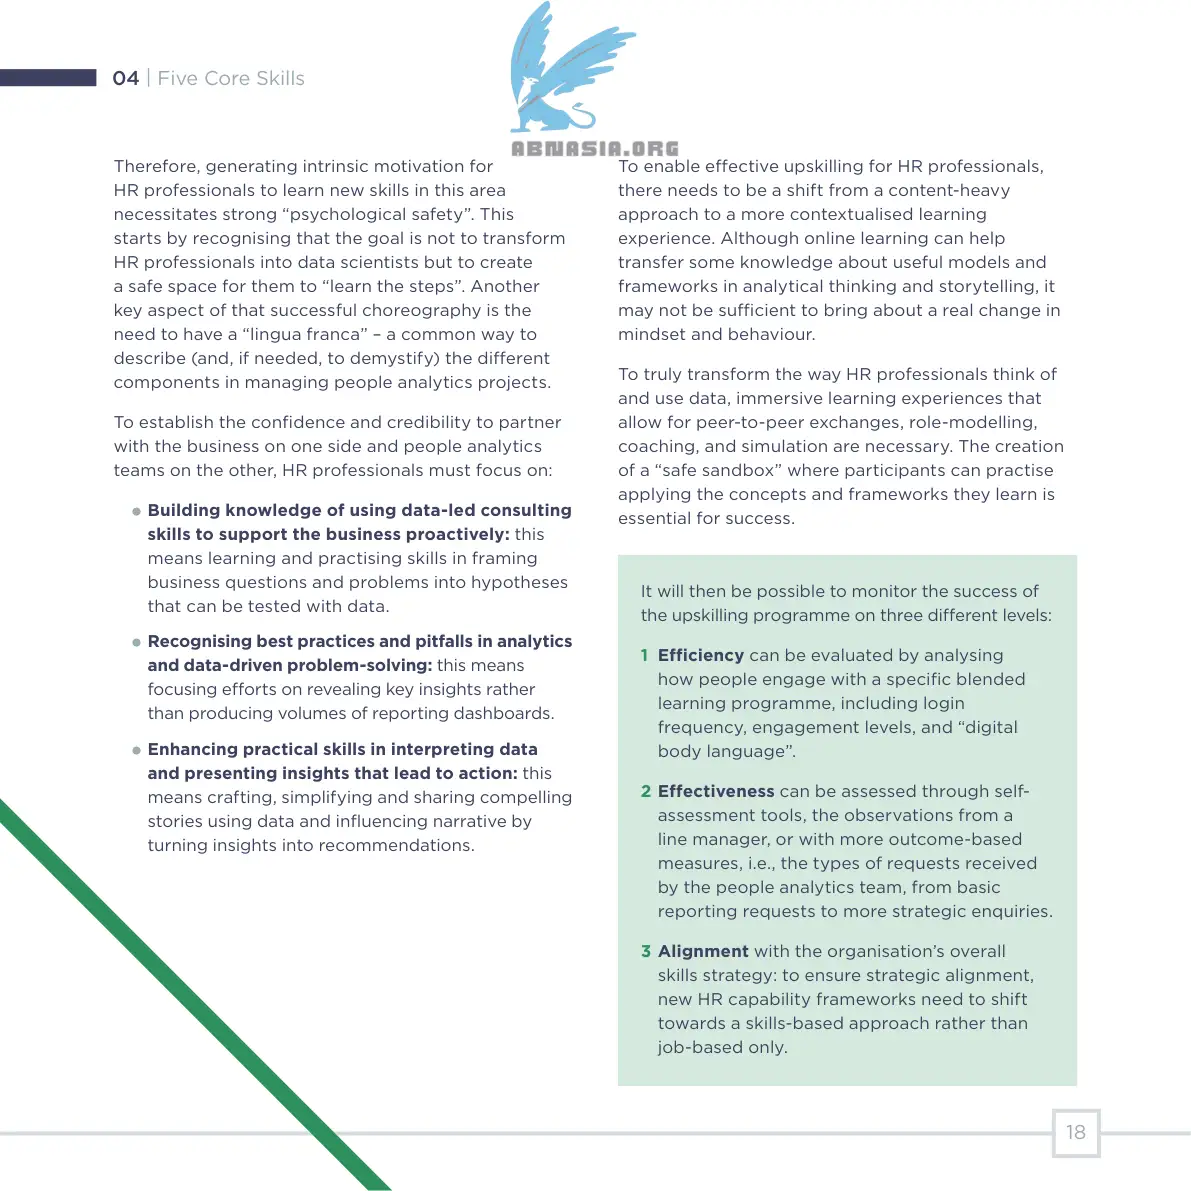 04 | Five Core Skills
ABNASIA.ORG
Therefore, generating intrinsic motivation for
HR professionals to learn new skills in this area
necessitates strong “psychological safety”. This
starts by recognising that the goal is not to transform
HR professionals into data scientists but to create
a safe space for them to “learn the steps”. Another
key aspect of that successful choreography is the
need to have a “lingua franca” – a common way to
describe (and, if needed, to demystify) the different
components in managing people analytics projects.
To establish the confidence and credibility to partner
with the business on one side and people analytics
teams on the other, HR professionals must focus on:
● Building knowledge of using data-led consulting
skills to support the business proactively: this
means learning and practising skills in framing
business questions and problems into hypotheses
that can be tested with data.
● Recognising best practices and pitfalls in analytics
and data-driven problem-solving: this means
focusing efforts on revealing key insights rather
than producing volumes of reporting dashboards.
● Enhancing practical skills in interpreting data
and presenting insights that lead to action: this
means crafting, simplifying and sharing compelling
stories using data and influencing narrative by
turning insights into recommendations.
To enable effective upskilling for HR professionals,
there needs to be a shift from a content-heavy
approach to a more contextualised learning
experience. Although online learning can help
transfer some knowledge about useful models and
frameworks in analytical thinking and storytelling, it
may not be sufficient to bring about a real change in
mindset and behaviour.
To truly transform the way HR professionals think of
and use data, immersive learning experiences that
allow for peer-to-peer exchanges, role-modelling,
coaching, and simulation are necessary. The creation
of a “safe sandbox” where participants can practise
applying the concepts and frameworks they learn is
essential for success.
It will then be possible to monitor the success of
the upskilling programme on three different levels:
1 Efficiency can be evaluated by analysing
how people engage with a specific blended
learning programme, including login
frequency, engagement levels, and “digital
body language”.
2 Effectiveness can be assessed through self-
assessment tools, the observations from a
line manager, or with more outcome-based
measures, i.e., the types of requests received
by the people analytics team, from basic
reporting requests to more strategic enquiries.
3 Alignment with the organisation’s overall
skills strategy: to ensure strategic alignment,
new HR capability frameworks need to shift
towards a skills-based approach rather than
job-based only.
18